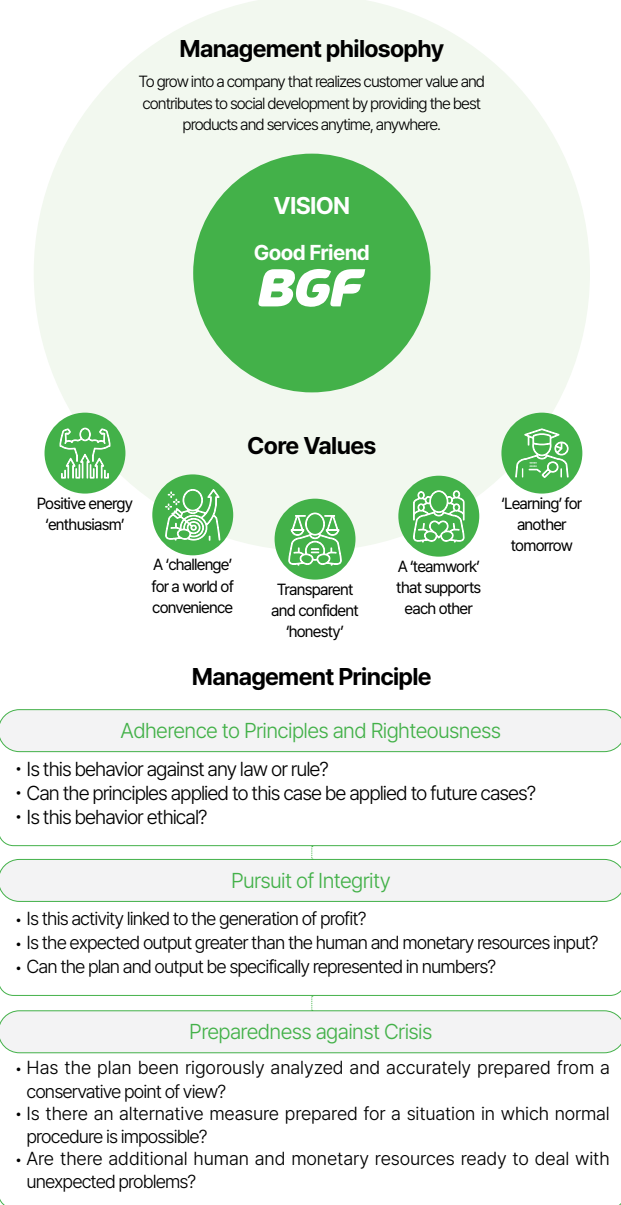 Management philosophy
To grow into a company that realizes customer value and
contributes to social development by providing the best
products and services anytime, anywhere.
VISION
Good Friend
BGF
Core Values
Positive energy
‘enthusiasm’
A ‘challenge’
for a world of
convenience
Transparent
and confident
‘honesty’
A ‘teamwork’
that supports
each other
‘Learning’ for
another
tomorrow
Management Principle
Adherence to Principles and Righteousness
• Is this behavior against any law or rule?
• Can the principles applied to this case be applied to future cases?
• Is this behavior ethical?
Pursuit of Integrity
• Is this activity linked to the generation of profit?
• Is the expected output greater than the human and monetary resources input?
• Can the plan and output be specifically represented in numbers?
Preparedness against Crisis
• Has the plan been rigorously analyzed and accurately prepared from a
conservative point of view?
• Is there an alternative measure prepared for a situation in which normal
procedure is impossible?
• Are there additional human and monetary resources ready to deal with
unexpected problems?